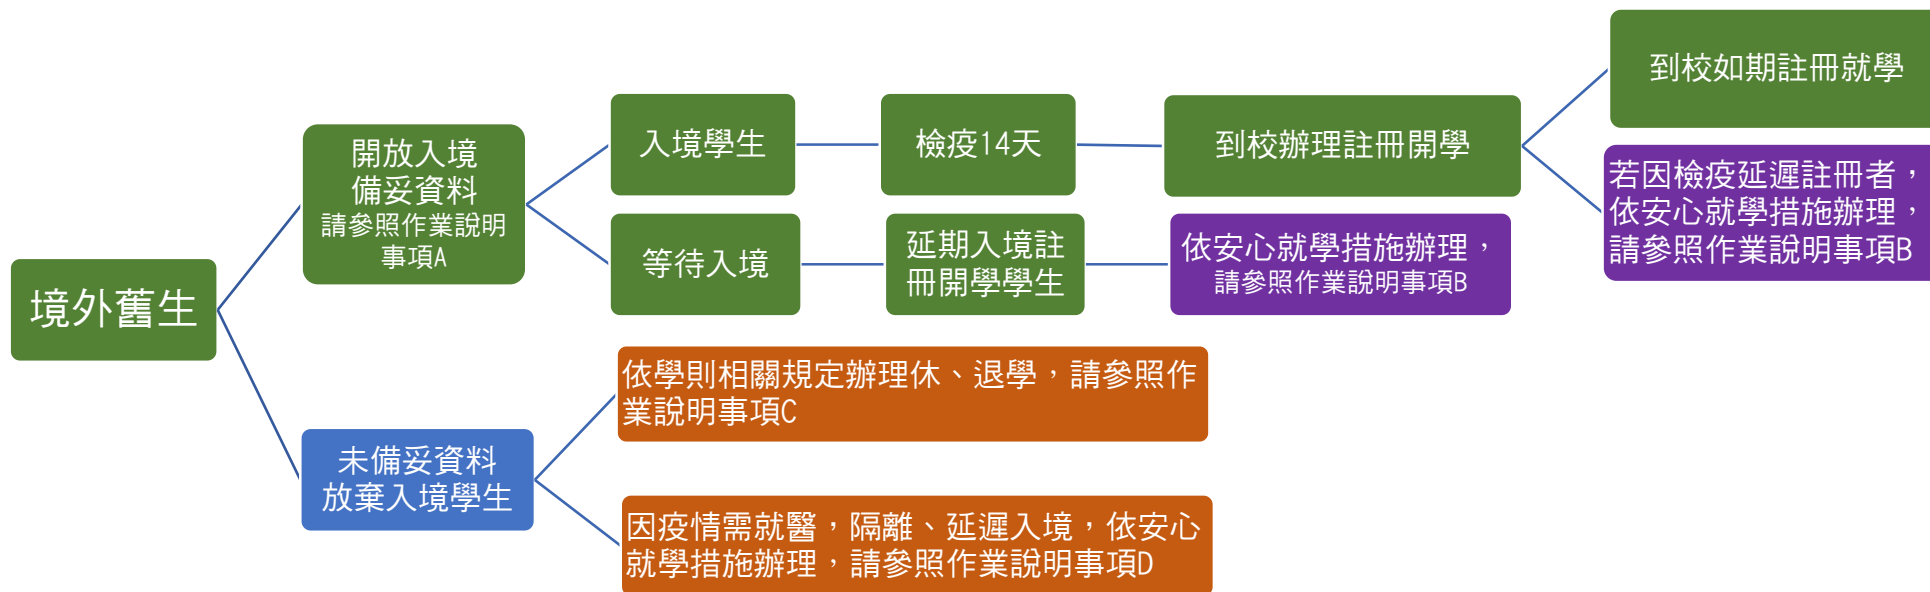 境外舊生
開放入境
備妥資料
請參照作業說明
事項A
入境學生
檢疫14天
到校辦理註冊開學
到校如期註冊就學
若因檢疫延遲註冊者，
依安心就學措施辦理，
請參照作業說明事項B
等待入境
延期入境註
冊開學學生
依安心就學措施辦理，
請參照作業說明事項B
未備妥資料
放棄入境學生
依學則相關規定辦理休、退學，請參照作
業說明事項C
因疫情需就醫，隔離、延遲入境，依安心
就學措施辦理，請參照作業說明事項D